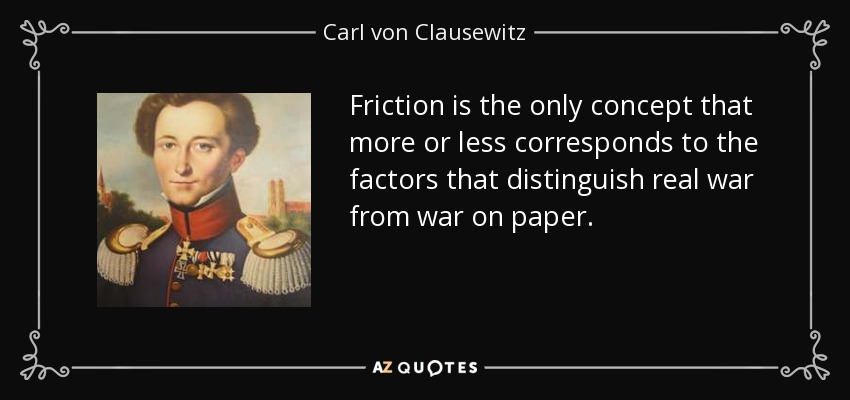 Carl von Clausewitz
Friction is the only concept that
more or less corresponds to the
factors that distinguish real war
from war on paper.
AZ QUOTES